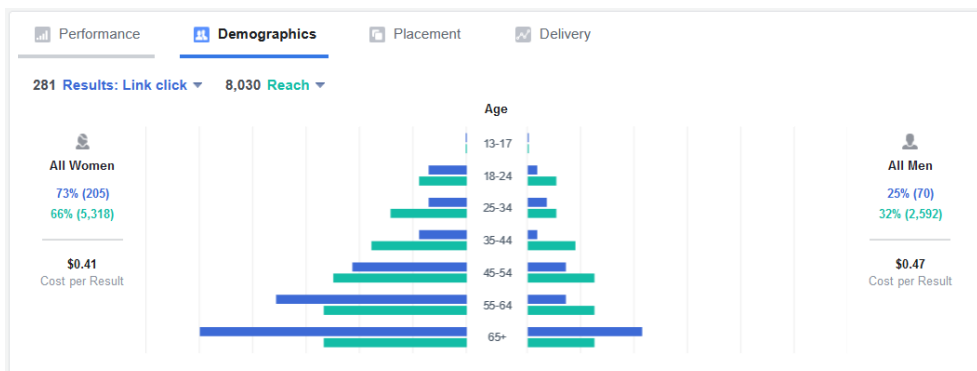 Performance Demographics Placement Delivery
281 Results: Link click 8,030 Reach
Age
All Women
73% (205)
66% (5,318)
$0.41
Cost per Result
13-17
18-24
25-34
35-44
45-54
55-64
65+
All Men
25% (70)
32% (2,592)
$0.47
Cost per Result